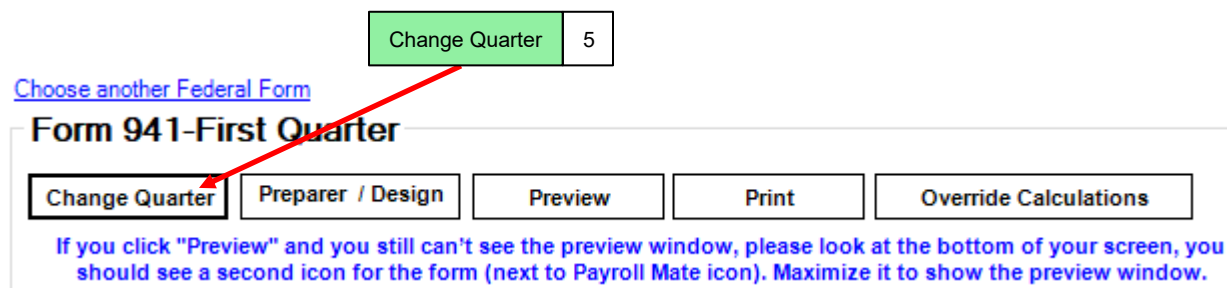 Change Quarter 5
Choose another Federal Form
Form 941-First Quarter
Change Quarter Preparer / Design Preview Print Override Calculations
If you click "Preview" and you still can't see the preview window, please look at the bottom of your screen, you
should see a second icon for the form (next to Payroll Mate icon). Maximize it to show the preview window.